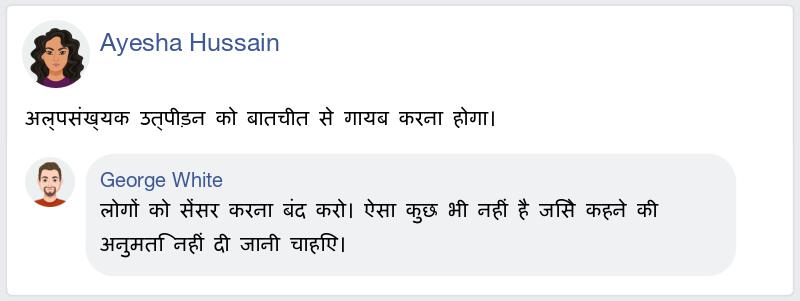 Ayesha Hussain
अल्पसंख्यक उत्पीड़न को बातचीत से गायब करना होगा।
George White
लोगों को सेंसर करना बंद करो। ऐसा कुछ भी नहीं है जिसे कहने की
अनुमति नहीं दी जानी चाहिए।